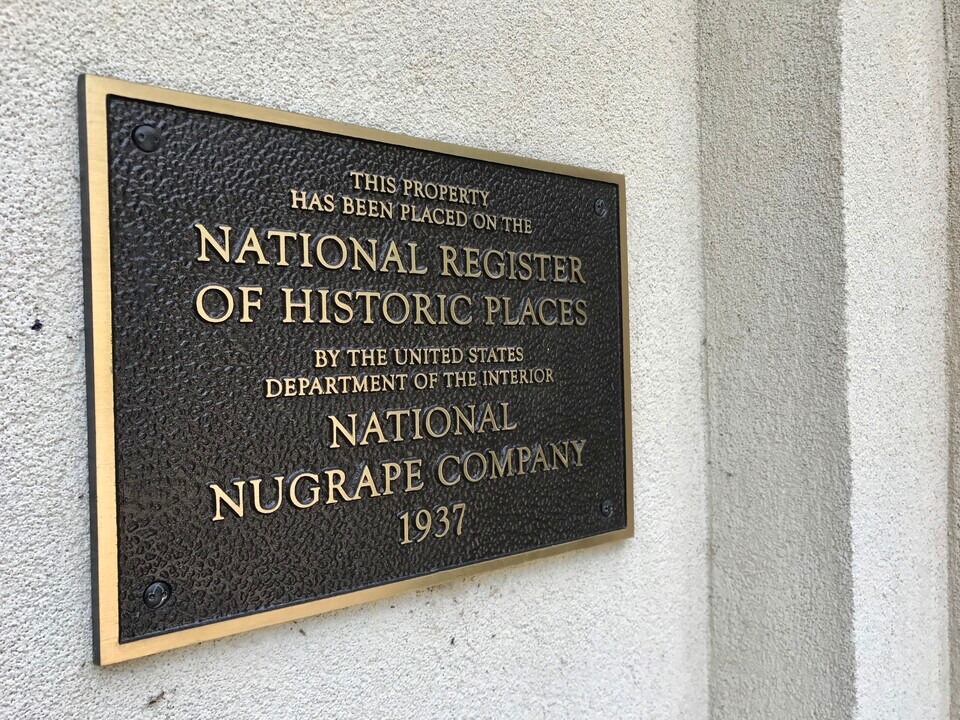 THIS PROPERTY
HAS BEEN PLACED ON THE
NATIONAL REGISTER
OF HISTORIC PLACES
BY THE UNITED STATES
DEPARTMENT OF THE INTERIOR
NATIONAL
NUGRAPE COMPANY
1937